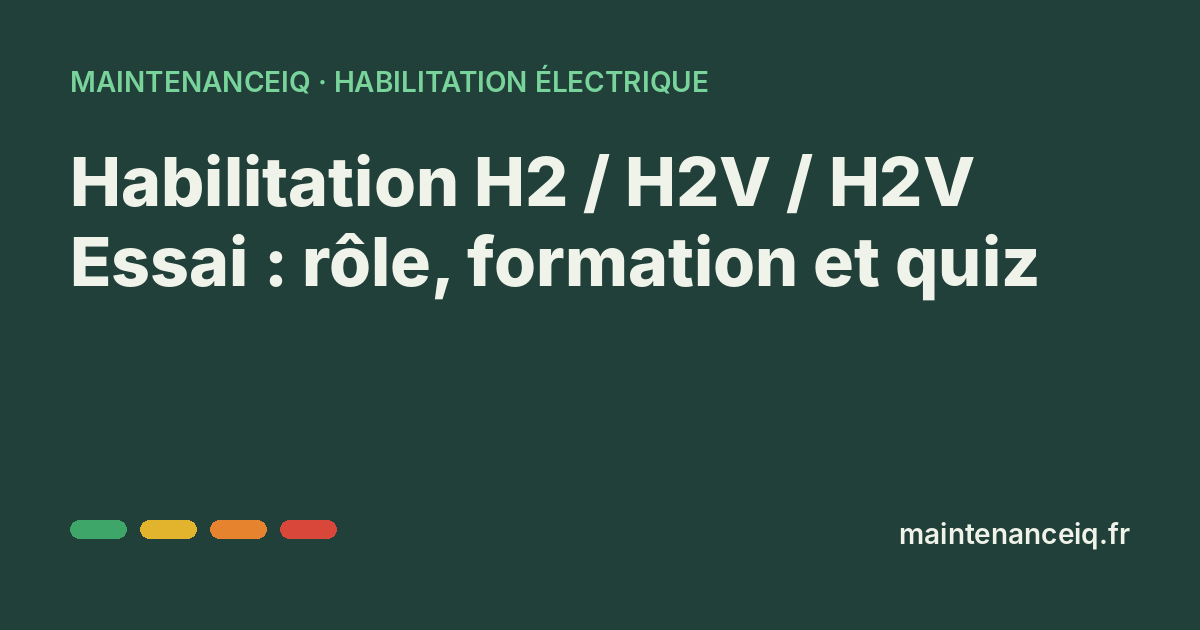 MAINTENANCEIQ · HABILITATION ÉLECTRIQUE
Habilitation H2 / H2V / H2V
Essai : rôle, formation et quiz
maintenanceiq.fr